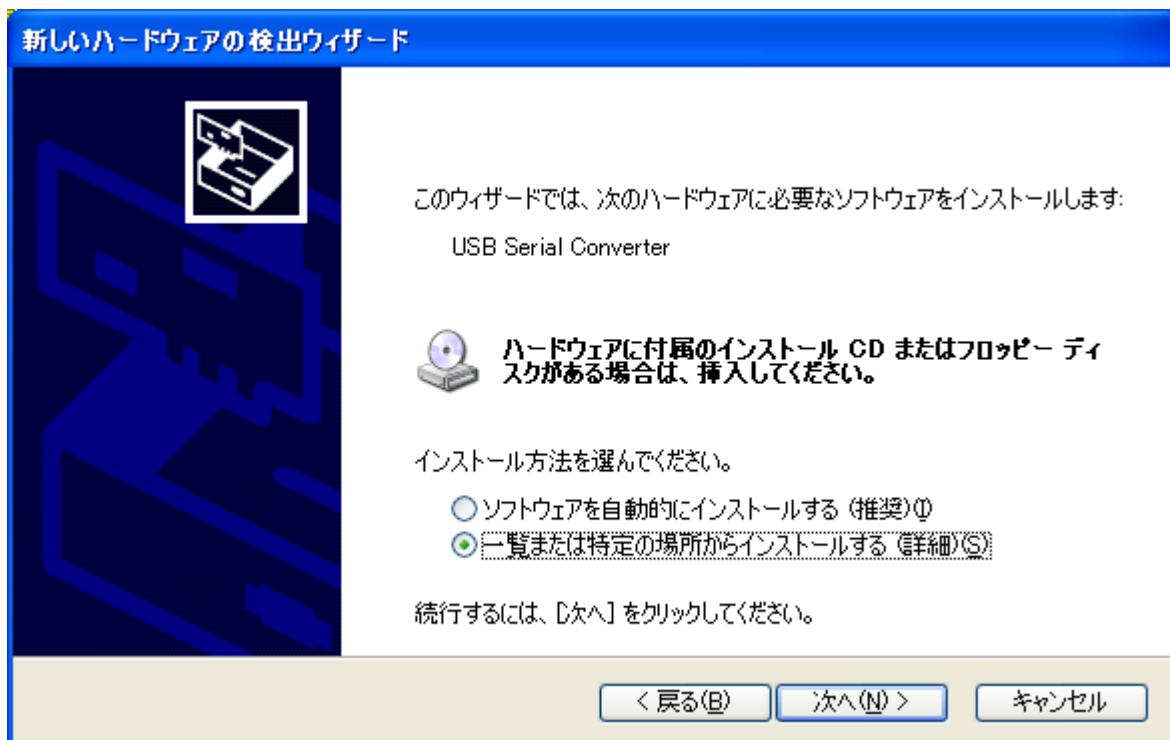 新しいハードウェアの検出ウィザード
このウィザードでは、次のハードウェアに必要なソフトウェアをインストールします:
USB Serial Converter
ハードウェアに付属のインストール CD またはフロッピー ディ
スクがある場合は、挿入してください。
インストール方法を選んでください。
ソフトウェアを自動的にインストールする (推奨)(I)
一覧または特定の場所からインストールする (詳細)(S)
続行するには、[次へ] をクリックしてください。
< 戻る(B) 次へ(N) > キャンセル